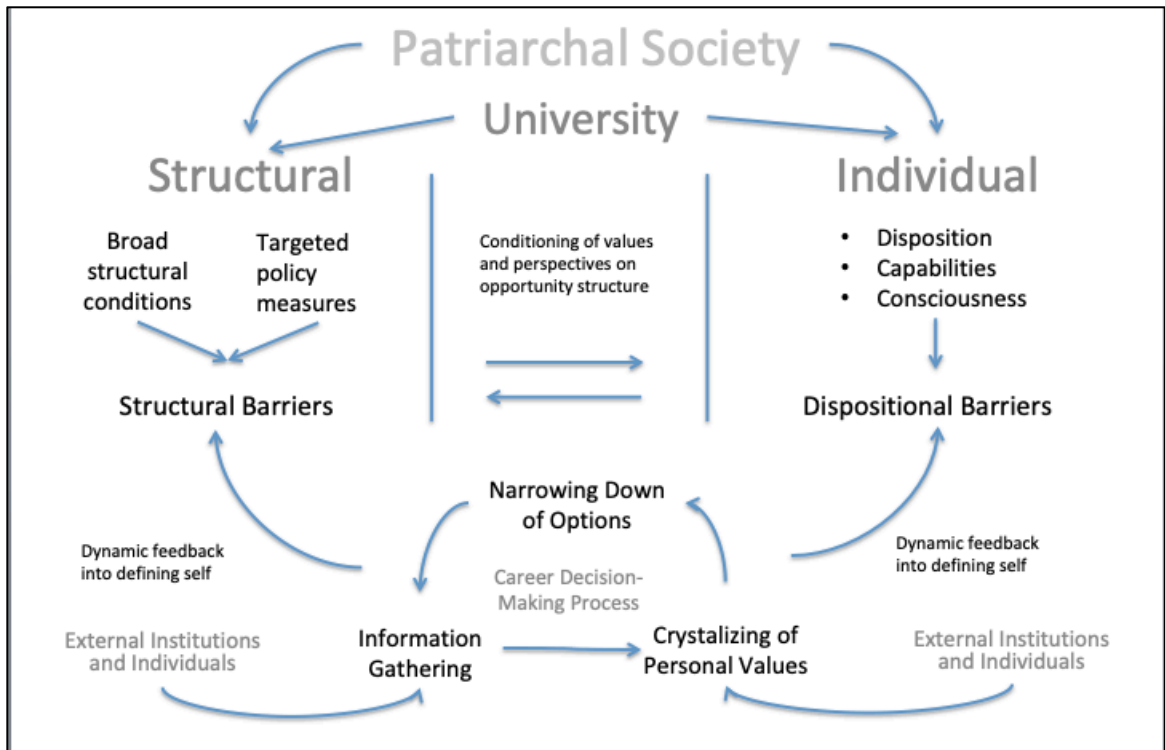 Patriarchal Society
University
Structural
Individual
Broad
structural
conditions
Targeted
policy
measures
Conditioning of values
and perspectives on
opportunity structure
• Disposition
• Capabilities
• Consciousness
Structural Barriers
Dispositional Barriers
Narrowing Down
of Options
Dynamic feedback
into defining self
Dynamic feedback
into defining self
Career Decision-
Making Process
External Institutions
and Individuals
Information
Gathering
Crystalizing of
Personal Values
External Institutions
and Individuals